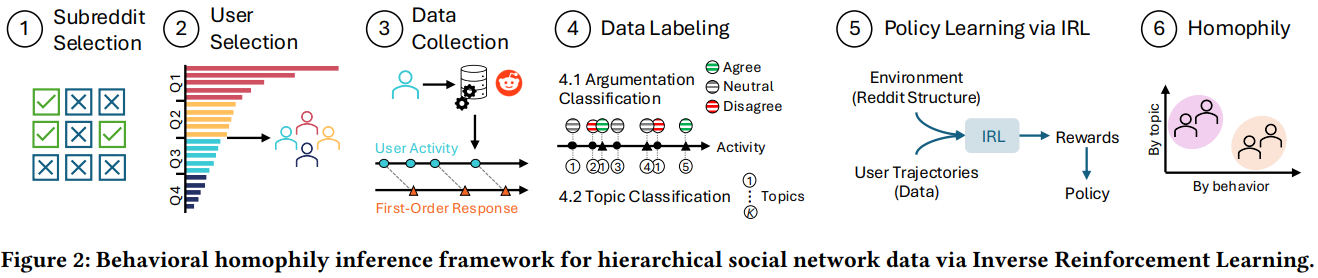 1 Subreddit
Selection
2 User
Selection
3 Data
Collection
4 Data Labeling
5 Policy Learning via IRL
6 Homophily
Q1
Q2
Q3
Q4
User Activity
First-Order Response
4.1 Argumentation
Classification
Agree
Neutral
Disagree
Activity
1 2 1 3 4 1 5
4.2 Topic Classification
1
Topics
K
Environment
(Reddit Structure)
IRL
Rewards
User Trajectories
(Data)
Policy
By topic
By behavior
Figure 2: Behavioral homophily inference framework for hierarchical social network data via Inverse Reinforcement Learning.